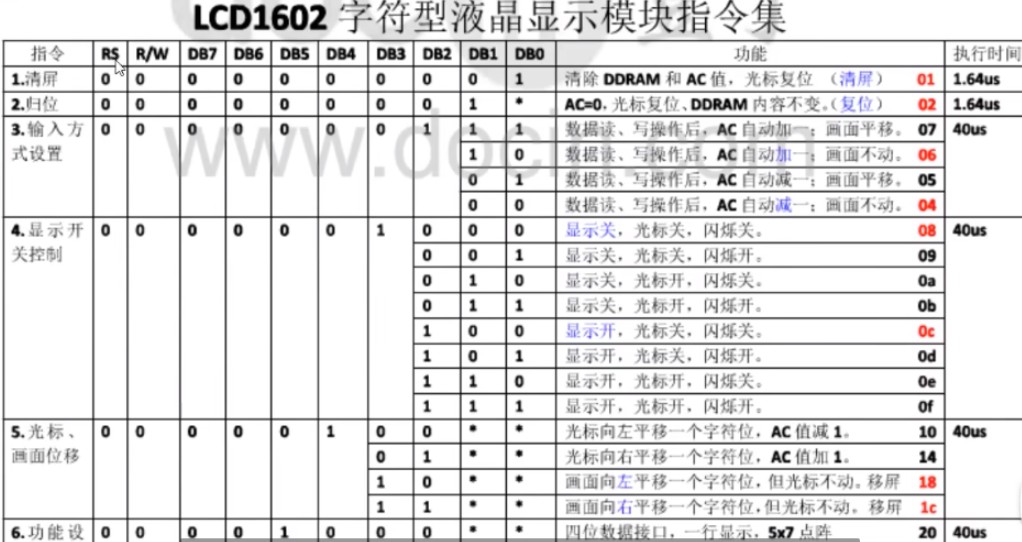 LCD1602 字符型液晶显示模块指令集
指令 RS R/W DB7 DB6 DB5 DB4 DB3 DB2 DB1 DB0 功能 执行时间
1.清屏 0 0 0 0 0 0 0 0 0 1 清除 DDRAM 和 AC 值，光标复位 （清屏） 01 1.64us
2.归位 0 0 0 0 0 0 0 0 1 * AC=0，光标复位、DDRAM 内容不变。（复位） 02 1.64us
3.输入方 0 0 0 0 0 0 0 1 1 1 数据读、写操作后，AC 自动加一；画面平移。 07 40us
式设置 1 0 数据读、写操作后，AC 自动加一；画面不动。 06
0 1 数据读、写操作后，AC 自动减一；画面平移。 05
0 0 数据读、写操作后，AC 自动减一；画面不动。 04
4.显示开 0 0 0 0 0 0 1 0 0 0 显示关，光标关，闪烁关。 08 40us
关控制 0 0 1 显示关，光标关，闪烁开。 09
0 1 0 显示关，光标开，闪烁关。 0a
0 1 1 显示关，光标开，闪烁开。 0b
1 0 0 显示开，光标关，闪烁关。 0c
1 0 1 显示开，光标关，闪烁开。 0d
1 1 0 显示开，光标开，闪烁关。 0e
1 1 1 显示开，光标开，闪烁开。 0f
5.光标、 0 0 0 0 0 1 0 0 * * 光标向左平移一个字符位，AC 值减 1。 10 40us
画面位移 0 1 * * 光标向右平移一个字符位，AC 值加 1。 14
1 0 * * 画面向左平移一个字符位，但光标不动。移屏 18
1 1 * * 画面向右平移一个字符位，但光标不动。移屏 1c
6.功能设 0 0 0 0 1 0 0 0 * * 四位数据接口，一行显示，5x7 点阵 20 40us
www.docin.com